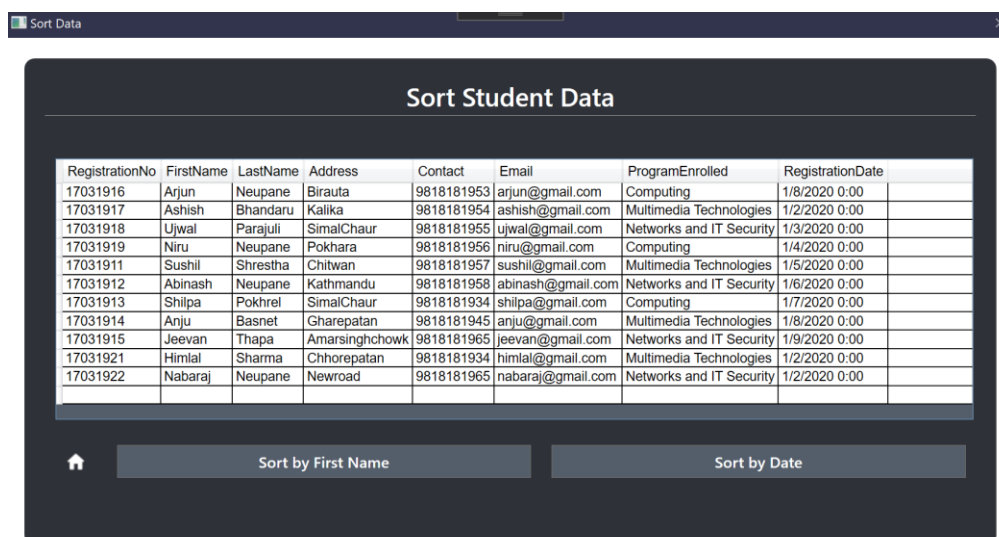 Sort Data
Sort Student Data
RegistrationNo FirstName LastName Address Contact Email ProgramEnrolled RegistrationDate
17031916 Arjun Neupane Birauta 9818181953 arjun@gmail.com Computing 1/8/2020 0:00
17031917 Ashish Bhandaru Kalika 9818181954 ashish@gmail.com Multimedia Technologies 1/2/2020 0:00
17031918 Ujwal Parajuli SimalChaur 9818181955 ujwal@gmail.com Networks and IT Security 1/3/2020 0:00
17031919 Niru Neupane Pokhara 9818181956 niru@gmail.com Computing 1/4/2020 0:00
17031911 Sushil Shrestha Chitwan 9818181957 sushil@gmail.com Multimedia Technologies 1/5/2020 0:00
17031912 Abinash Neupane Kathmandu 9818181958 abinash@gmail.com Networks and IT Security 1/6/2020 0:00
17031913 Shilpa Pokhrel SimalChaur 9818181934 shilpa@gmail.com Computing 1/7/2020 0:00
17031914 Anju Basnet Gharepatan 9818181945 anju@gmail.com Multimedia Technologies 1/8/2020 0:00
17031915 Jeevan Thapa Amarsinghchowk 9818181965 jeevan@gmail.com Networks and IT Security 1/9/2020 0:00
17031921 Himlal Sharma Chhorepatan 9818181934 himlal@gmail.com Multimedia Technologies 1/2/2020 0:00
17031922 Nabaraj Neupane Newroad 9818181965 nabaraj@gmail.com Networks and IT Security 1/2/2020 0:00
Sort by First Name Sort by Date